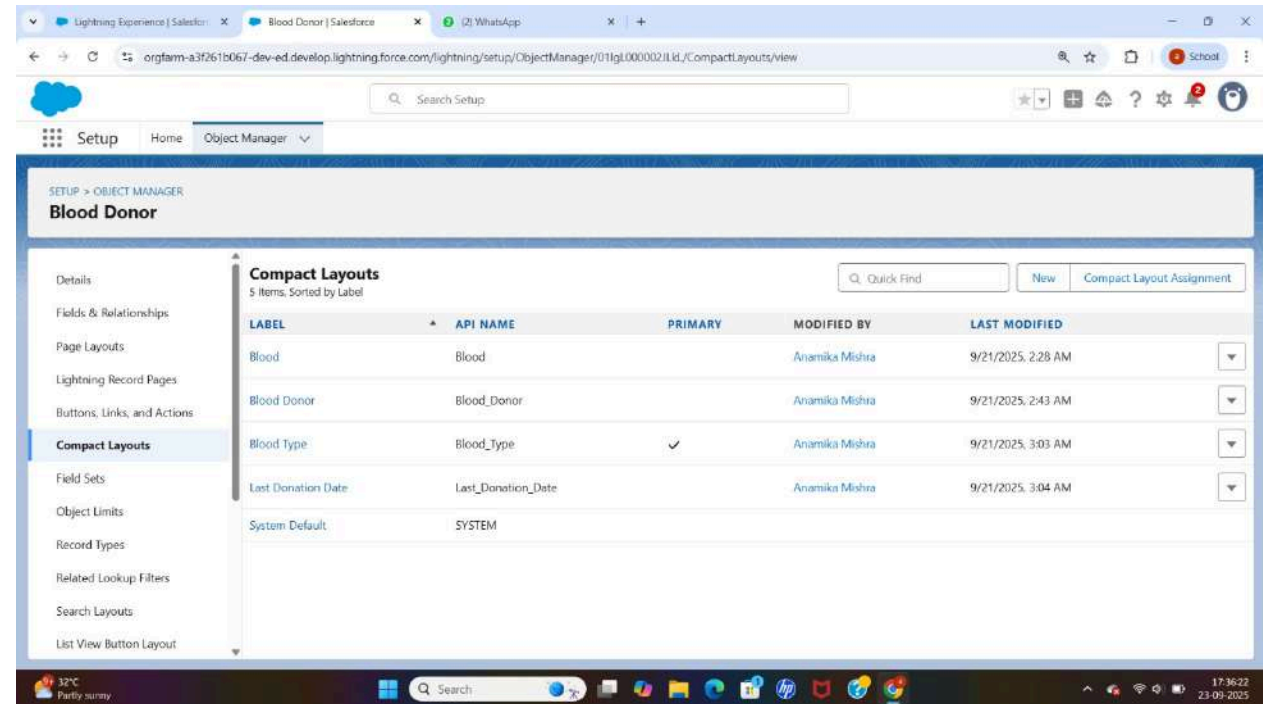 Lightning Experience | Salesfor
Blood Donor | Salesforce
(2) WhatsApp
orgfarm-a3f261b067-dev-ed.develop.lightning.force.com/lightning/setup/ObjectManager/
/CompactLayouts/view
School
Search Setup
2
Setup
Home
Object Manager
SETUP > OBJECT MANAGER
Blood Donor
Details
Fields & Relationships
Page Layouts
Lightning Record Pages
Buttons, Links, and Actions
Compact Layouts
Field Sets
Object Limits
Record Types
Related Lookup Filters
Search Layouts
List View Button Layout
Compact Layouts
5 Items, Sorted by Label
Quick Find
New
Compact Layout Assignment
LABEL API NAME PRIMARY MODIFIED BY LAST MODIFIED
Blood Blood Anamika Mishra 9/21/2025, 2:28 AM
Blood Donor Blood_Donor Anamika Mishra 9/21/2025, 2:43 AM
Blood Type Blood_Type Anamika Mishra 9/21/2025, 3:03 AM
Last Donation Date Last_Donation_Date Anamika Mishra 9/21/2025, 3:04 AM
System Default SYSTEM
32°C
Partly sunny
Search
17:36:22
23-09-2025